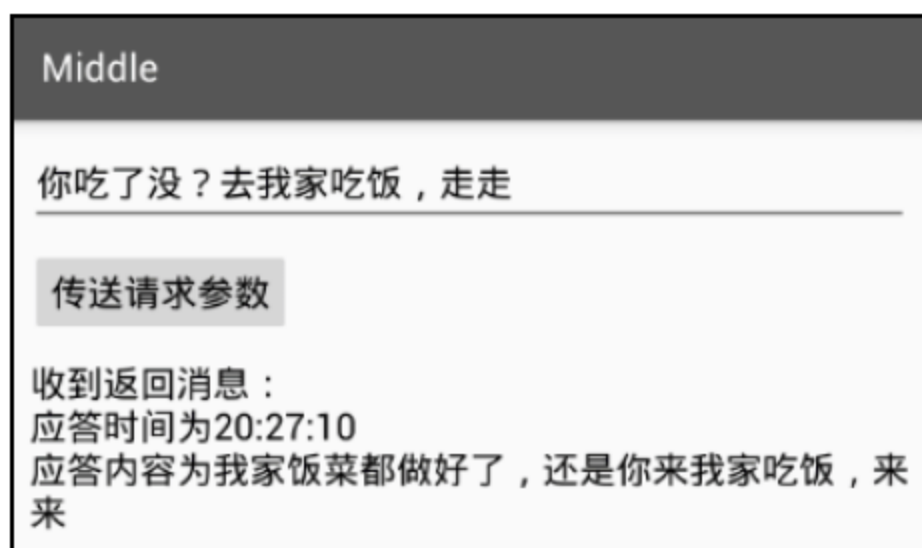 Middle
你吃了没？去我家吃饭，走走
传送请求参数
收到返回消息：
应答时间为20:27:10
应答内容为我家饭菜都做好了，还是你来我家吃饭，来
来